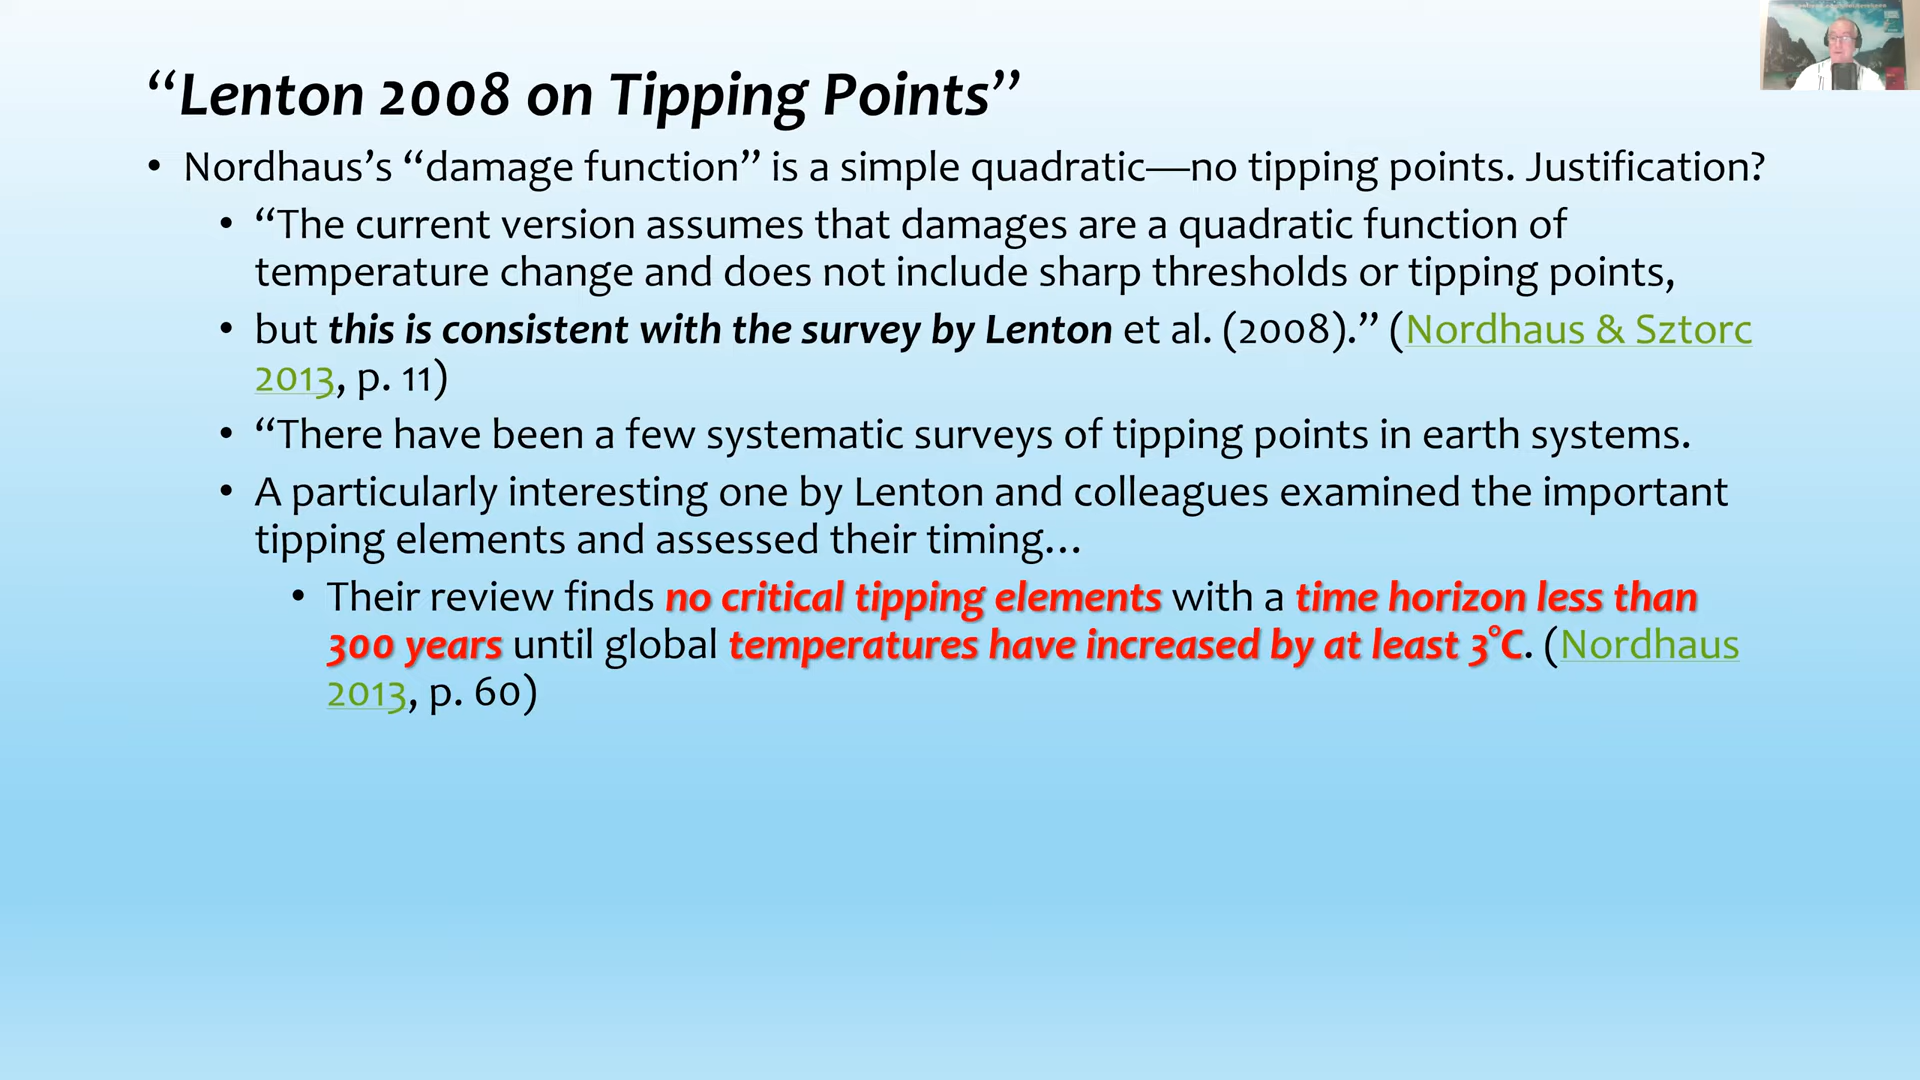 “Lenton 2008 on Tipping Points”
• Nordhaus’s “damage function” is a simple quadratic—no tipping points. Justification?
• “The current version assumes that damages are a quadratic function of
temperature change and does not include sharp thresholds or tipping points,
• but this is consistent with the survey by Lenton et al. (2008).” (Nordhaus & Sztorc
2013, p. 11)
• “There have been a few systematic surveys of tipping points in earth systems.
• A particularly interesting one by Lenton and colleagues examined the important
tipping elements and assessed their timing…
• Their review finds no critical tipping elements with a time horizon less than
300 years until global temperatures have increased by at least 3°C. (Nordhaus
2013, p. 60)